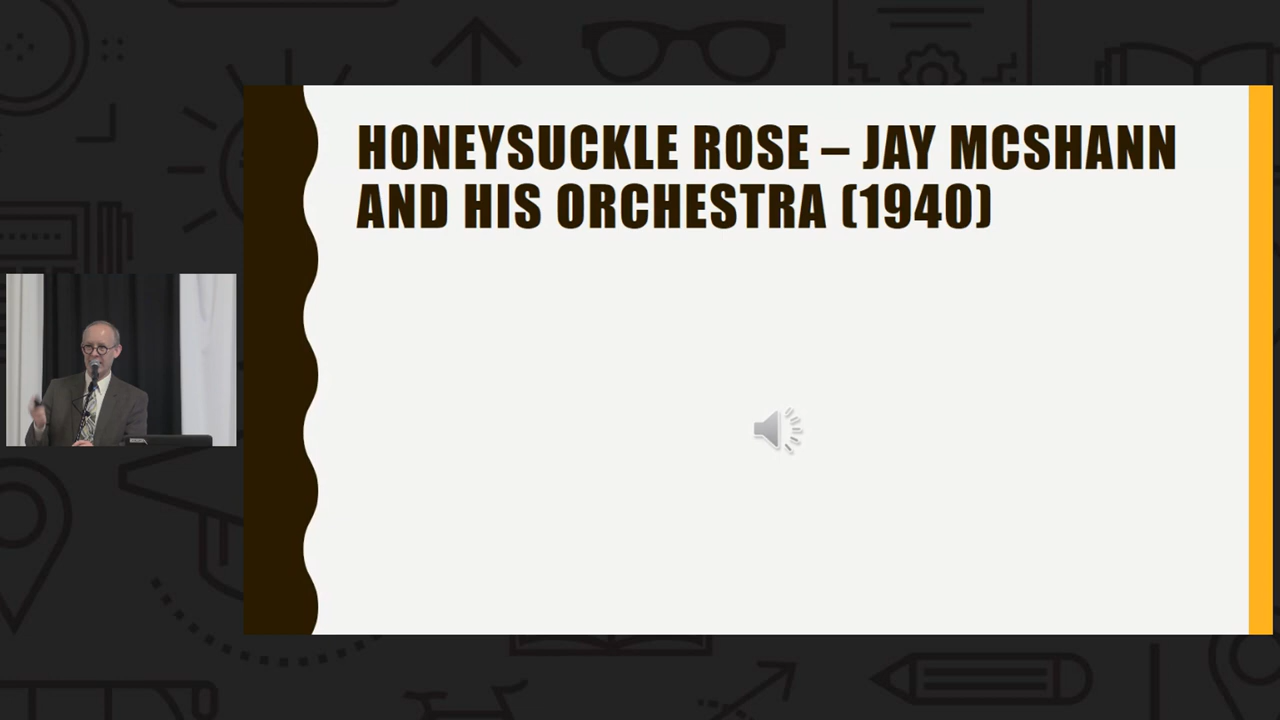 HONEYSUCKLE ROSE – JAY MCSHANN
AND HIS ORCHESTRA (1940)